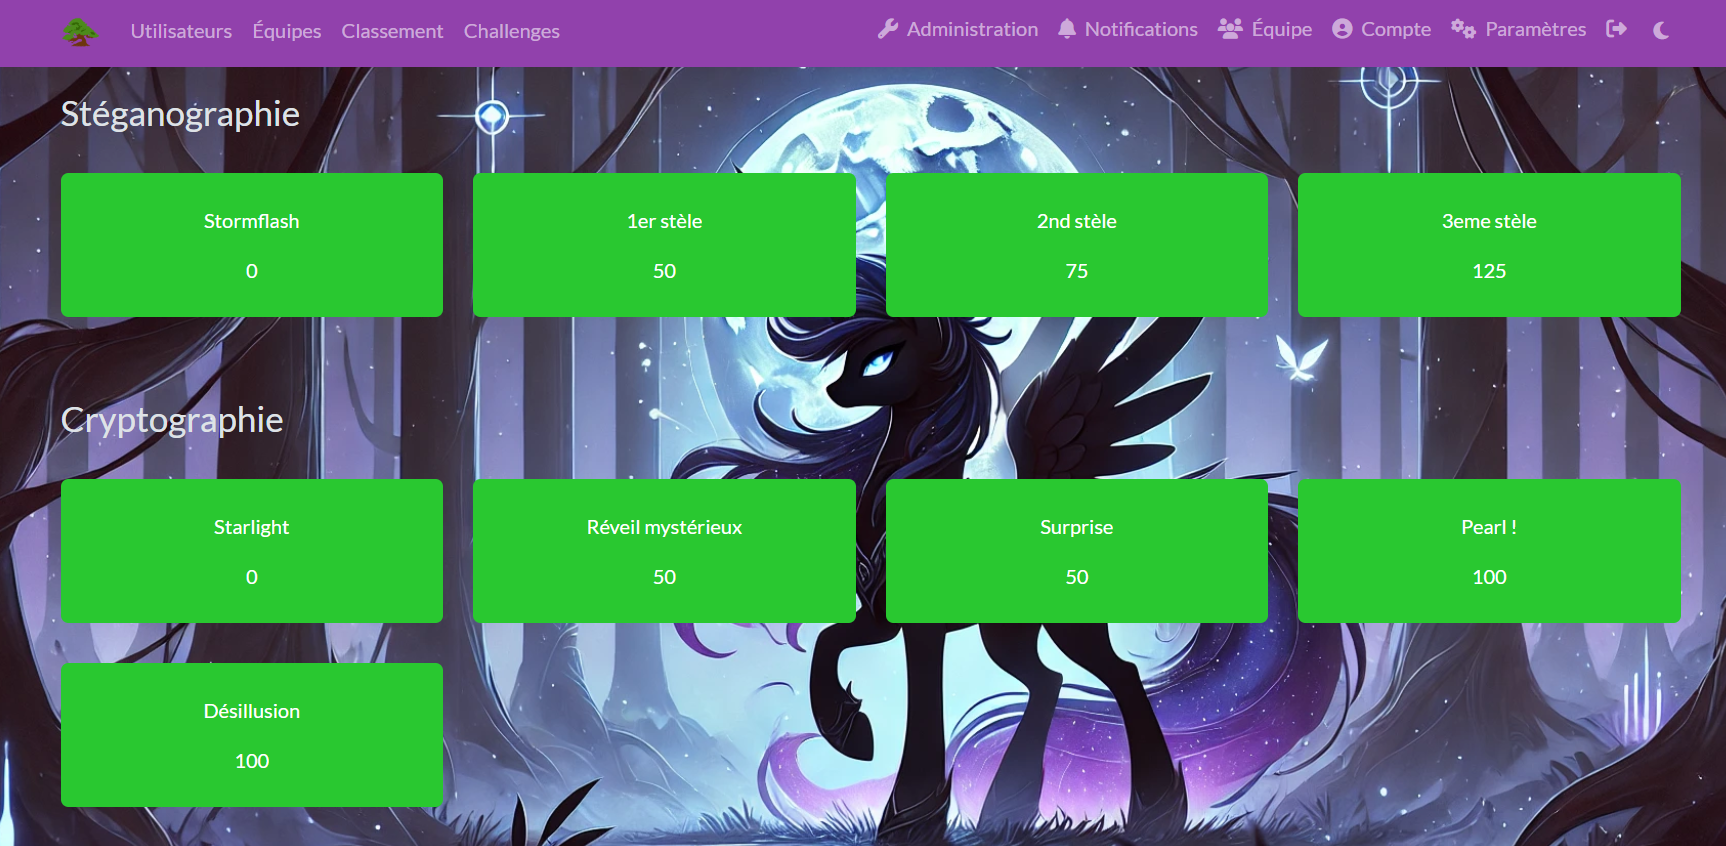 Utilisateurs Équipes Classement Challenges Administration Notifications Équipe Compte Paramètres
Stéganographie
Stormflash 1er stèle 2nd stèle 3eme stèle
0 50 75 125
Cryptographie
Starlight Réveil mystérieux Surprise Pearl !
0 50 50 100
Désillusion
100